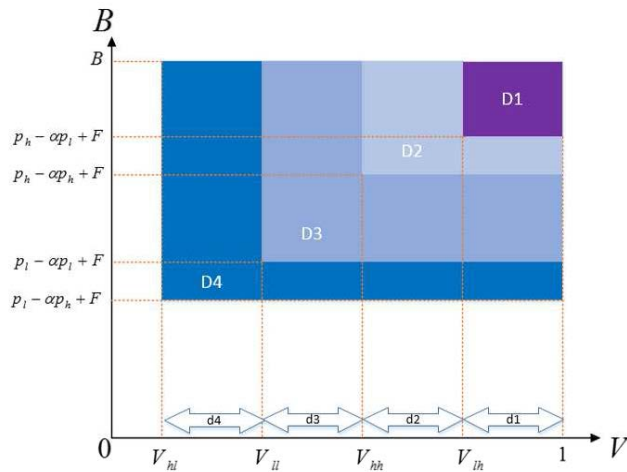 B
B
D1
p_h − αp_l + F
D2
p_h − αp_h + F
D3
p_l − αp_l + F
D4
p_l − αp_h + F
d4 d3 d2 d1
0 V_hl V_ll V_hh V_lh 1 V